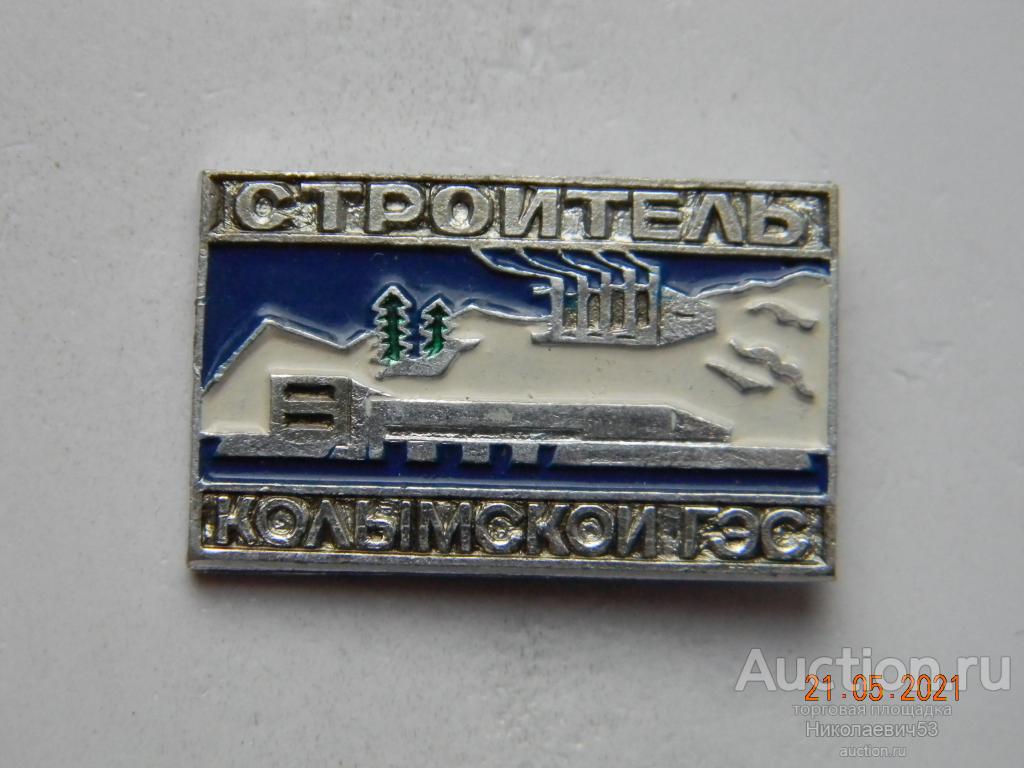 СТРОИТЕЛЬ
КОЛЫМСКОЙ ГЭС
Auction.ru
21.05.2021
торговая площадка
Николаевич53
auction.ru